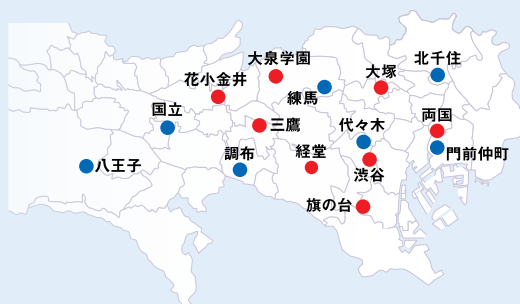 大泉学園
北千住
花小金井
大塚
練馬
国立
両国
三鷹
代々木
調布
経堂
門前仲町
八王子
渋谷
旗の台